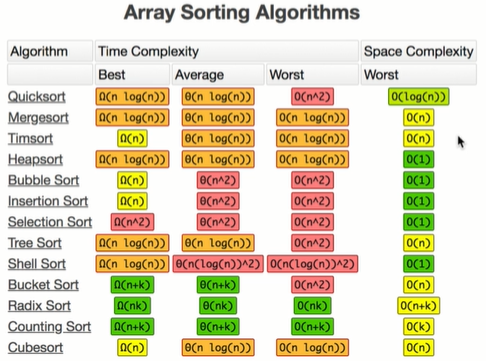 Array Sorting Algorithms
Algorithm Time Complexity Space Complexity
Best Average Worst Worst
Quicksort Ω(n log(n)) Θ(n log(n)) O(n^2) O(log(n))
Mergesort Ω(n log(n)) Θ(n log(n)) O(n log(n)) O(n)
Timsort Ω(n) Θ(n log(n)) O(n log(n)) O(n)
Heapsort Ω(n log(n)) Θ(n log(n)) O(n log(n)) O(1)
Bubble Sort Ω(n) Θ(n^2) O(n^2) O(1)
Insertion Sort Ω(n) Θ(n^2) O(n^2) O(1)
Selection Sort Ω(n^2) Θ(n^2) O(n^2) O(1)
Tree Sort Ω(n log(n)) Θ(n log(n)) O(n^2) O(n)
Shell Sort Ω(n log(n)) Θ(n(log(n))^2) O(n(log(n))^2) O(1)
Bucket Sort Ω(n+k) Θ(n+k) O(n^2) O(n)
Radix Sort Ω(nk) Θ(nk) O(nk) O(n+k)
Counting Sort Ω(n+k) Θ(n+k) O(n+k) O(k)
Cubesort Ω(n) Θ(n log(n)) O(n log(n)) O(n)